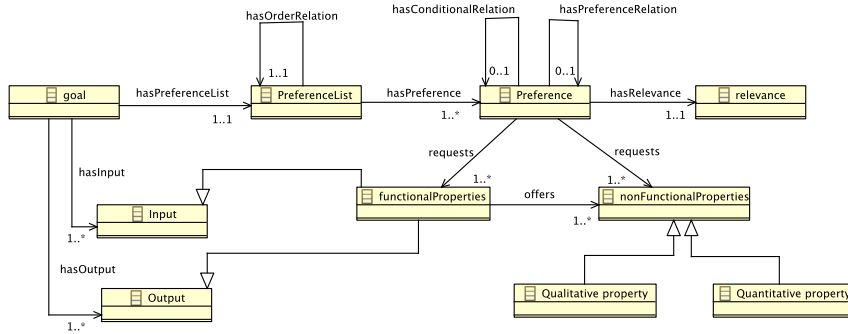 hasOrderRelation
hasConditionalRelation
hasPreferenceRelation
1..1
0..1
0..1
goal
hasPreferenceList
1..1
PreferenceList
hasPreference
1..*
Preference
hasRelevance
1..1
relevance
hasInput
requests
requests
1..*
1..*
functionalProperties
offers
1..*
nonFunctionalProperties
Input
1..*
hasOutput
Output
1..*
Qualitative property
Quantitative property